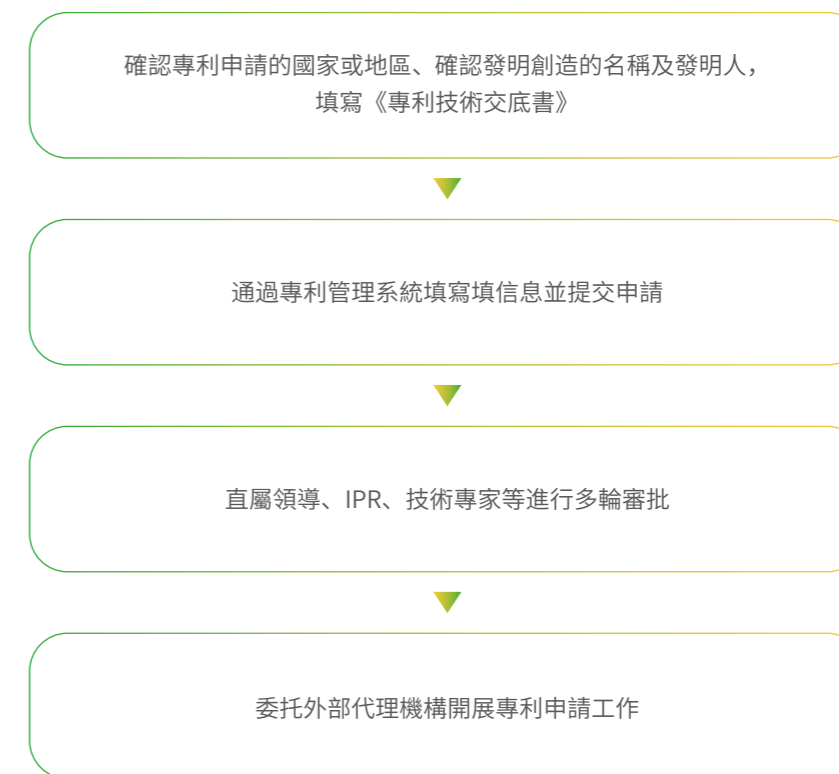 確認專利申請的國家或地區、確認發明創造的名稱及發明人，
填寫《專利技術交底書》
通過專利管理系統填寫填信息並提交申請
直屬領導、IPR、技術專家等進行多輪審批
委托外部代理機構開展專利申請工作